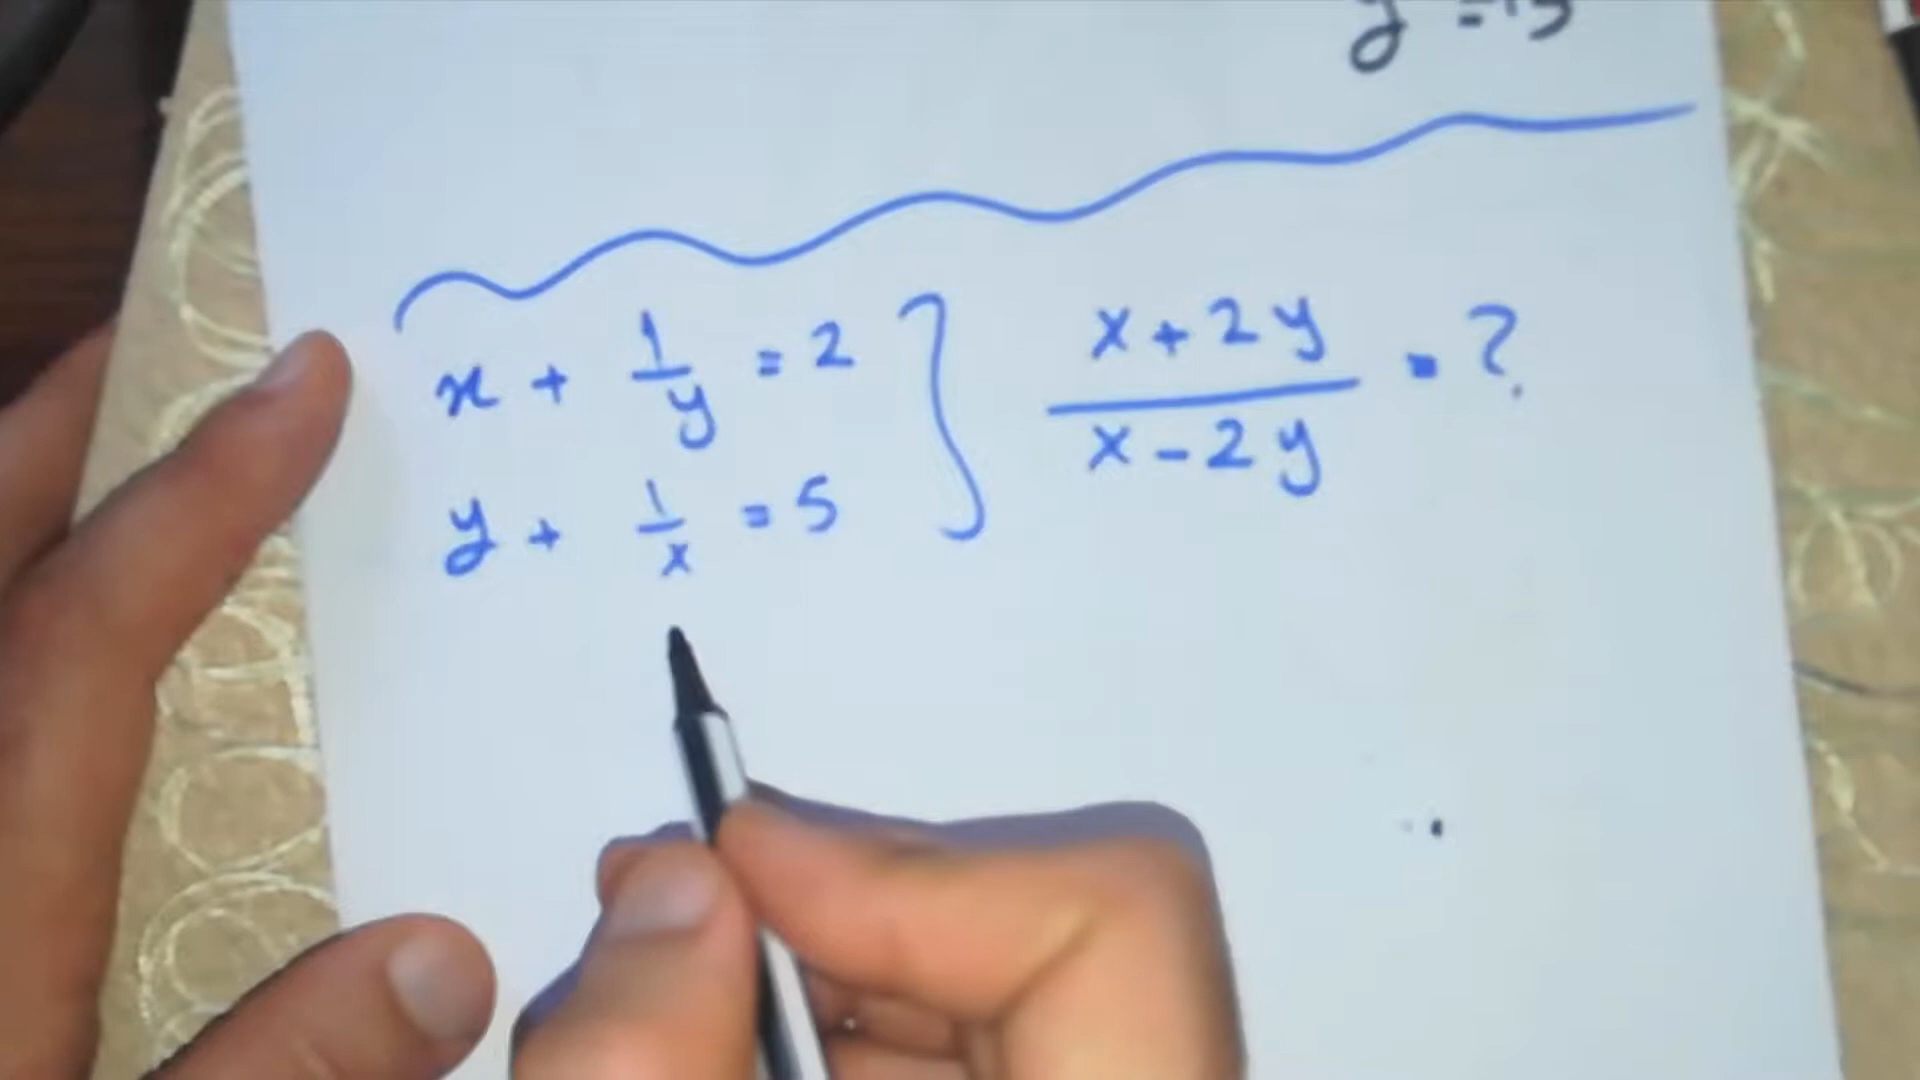 x + 1/y = 2
y + 1/x = 5
x + 2y / x - 2y = ?